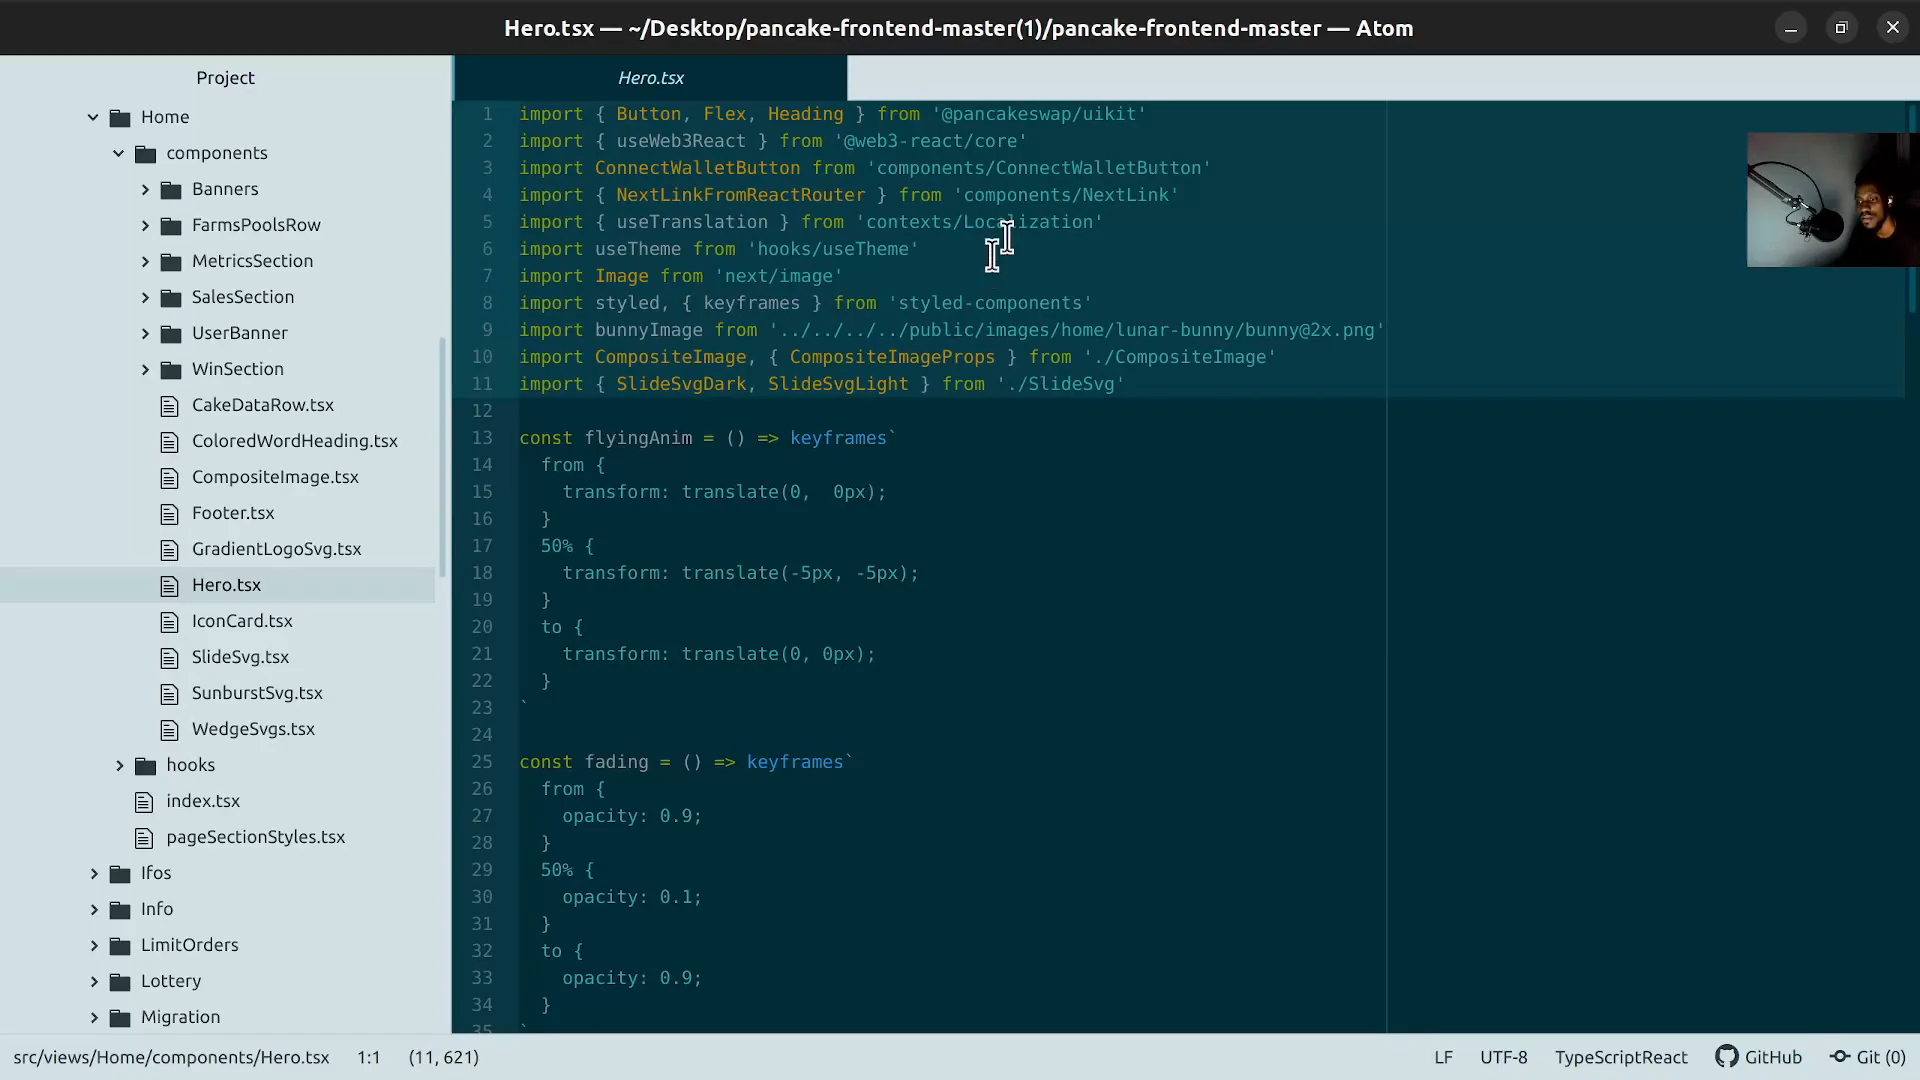 Hero.tsx — ~/Desktop/pancake-frontend-master(1)/pancake-frontend-master — Atom
Project
Home
components
Banners
FarmsPoolsRow
MetricsSection
SalesSection
UserBanner
WinSection
CakeDataRow.tsx
ColoredWordHeading.tsx
CompositeImage.tsx
Footer.tsx
GradientLogoSvg.tsx
Hero.tsx
IconCard.tsx
SlideSvg.tsx
SunburstSvg.tsx
WedgeSvgs.tsx
hooks
index.tsx
pageSectionStyles.tsx
Ifos
Info
LimitOrders
Lottery
Migration
Hero.tsx
1 import { Button, Flex, Heading } from '@pancakeswap/uikit'
2 import { useWeb3React } from '@web3-react/core'
3 import ConnectWalletButton from 'components/ConnectWalletButton'
4 import { NextLinkFromReactRouter } from 'components/NextLink'
5 import { useTranslation } from 'contexts/Localization'
6 import useTheme from 'hooks/useTheme'
7 import Image from 'next/image'
8 import styled, { keyframes } from 'styled-components'
9 import bunnyImage from '../../../../public/images/home/lunar-bunny/bunny@2x.png'
10 import CompositeImage, { CompositeImageProps } from './CompositeImage'
11 import { SlideSvgDark, SlideSvgLight } from './SlideSvg'
12
13 const flyingAnim = () => keyframes`
14 from {
15 transform: translate(0,  0px);
16 }
17 50% {
18 transform: translate(-5px, -5px);
19 }
20 to {
21 transform: translate(0, 0px);
22 }
23 `
24
25 const fading = () => keyframes`
26 from {
27 opacity: 0.9;
28 }
29 50% {
30 opacity: 0.1;
31 }
32 to {
33 opacity: 0.9;
34 }
35 `
src/views/Home/components/Hero.tsx 1:1 (11, 621) LF UTF-8 TypeScriptReact GitHub Git (0)